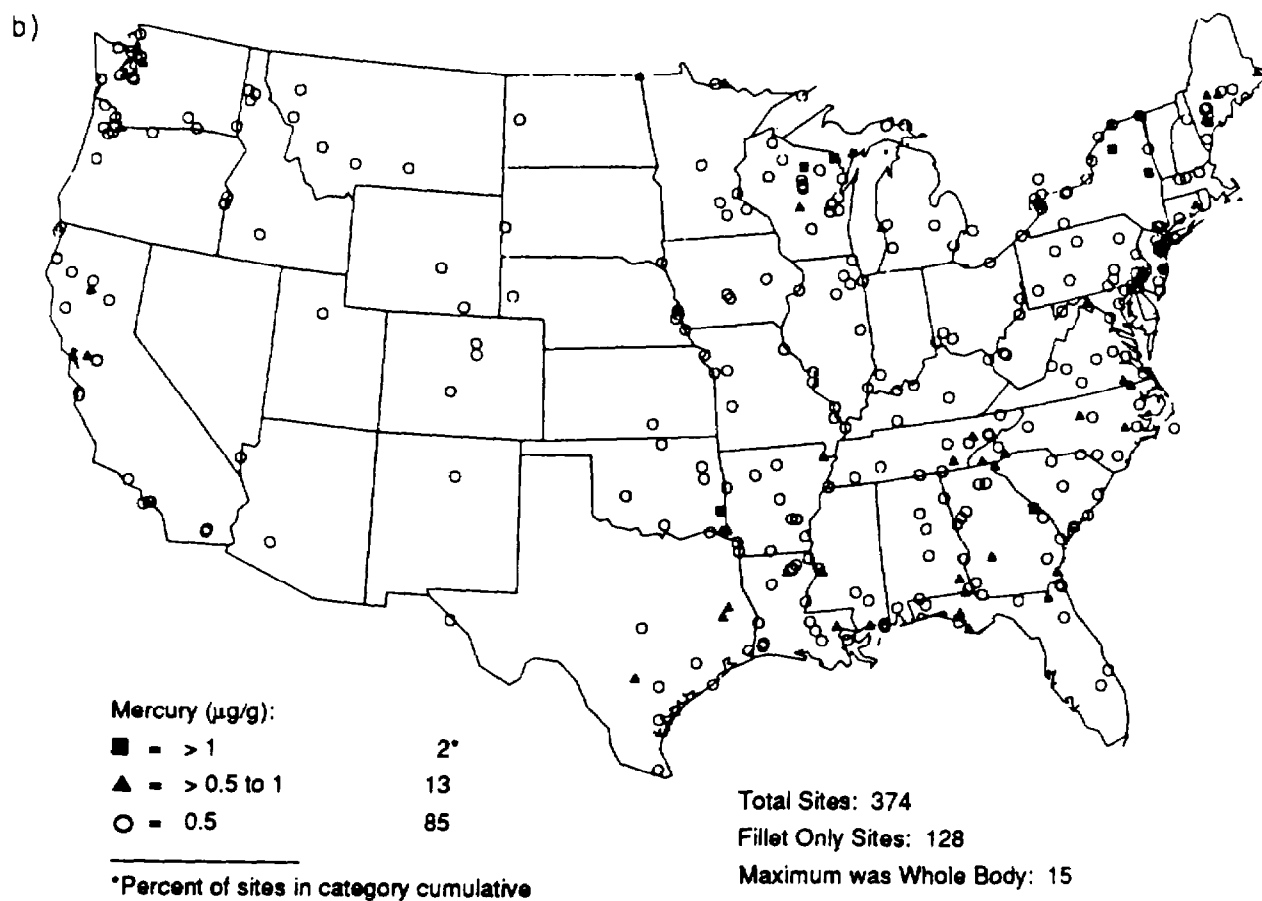 b)
Mercury (µg/g):
■ = > 1 2*
▲ = > 0.5 to 1 13
O = 0.5 85
*Percent of sites in category cumulative
Total Sites: 374
Fillet Only Sites: 128
Maximum was Whole Body: 15